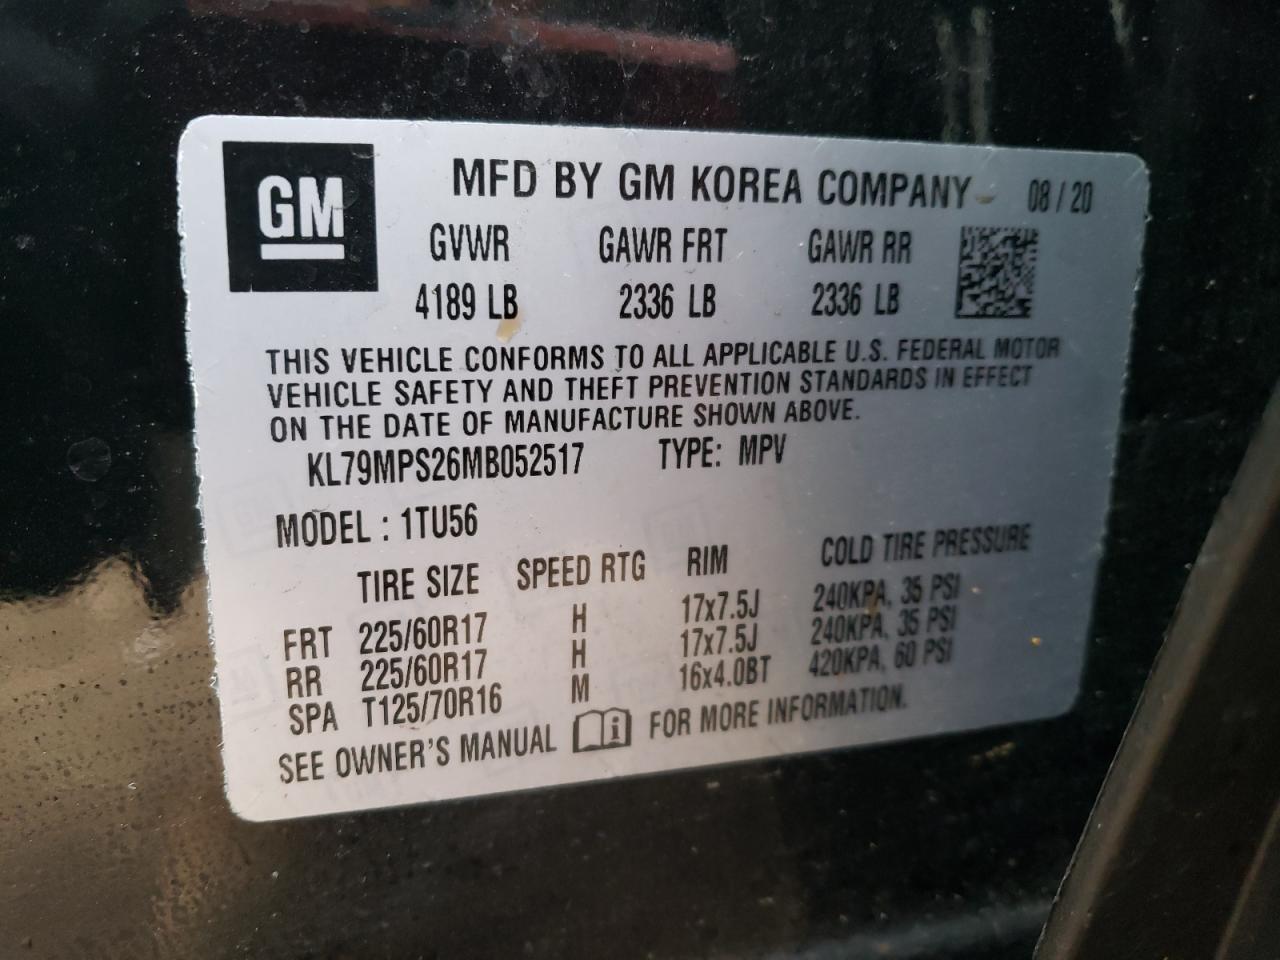 GM
MFD BY GM KOREA COMPANY 08/20
GVWR GAWR FRT GAWR RR
4189 LB 2336 LB 2336 LB
THIS VEHICLE CONFORMS TO ALL APPLICABLE U.S. FEDERAL MOTOR
VEHICLE SAFETY AND THEFT PREVENTION STANDARDS IN EFFECT
ON THE DATE OF MANUFACTURE SHOWN ABOVE.
KL79MPS26MB052517 TYPE: MPV
MODEL : 1TU56
TIRE SIZE SPEED RTG RIM COLD TIRE PRESSURE
FRT 225/60R17 H 17x7.5J 240KPA, 35 PSI
RR 225/60R17 H 17x7.5J 240KPA, 35 PSI
SPA T125/70R16 M 16x4.0BT 420KPA, 60 PSI
SEE OWNER'S MANUAL i FOR MORE INFORMATION.